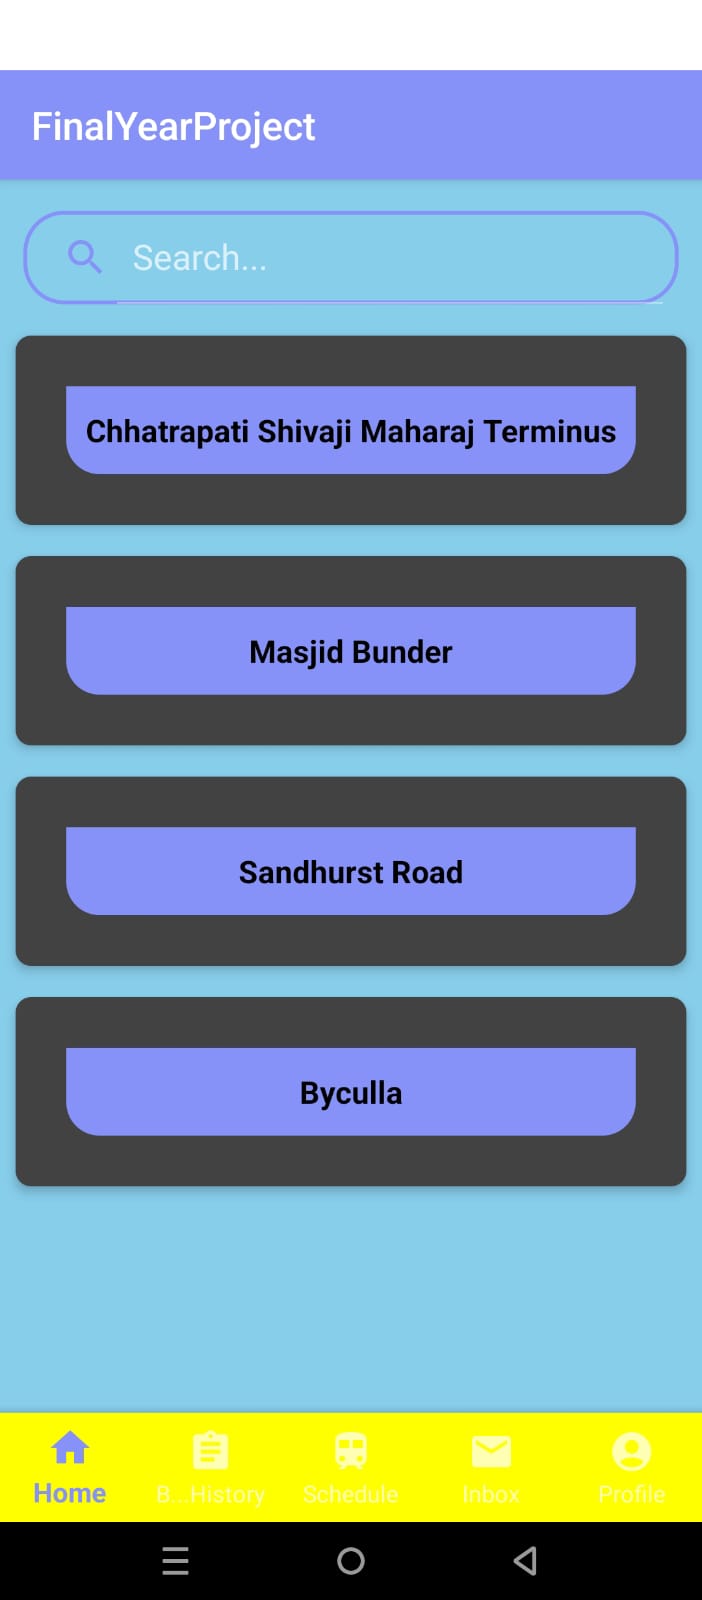 FinalYearProject
Search...
Chhatrapati Shivaji Maharaj Terminus
Masjid Bunder
Sandhurst Road
Byculla
Home
B...History
Schedule
Inbox
Profile